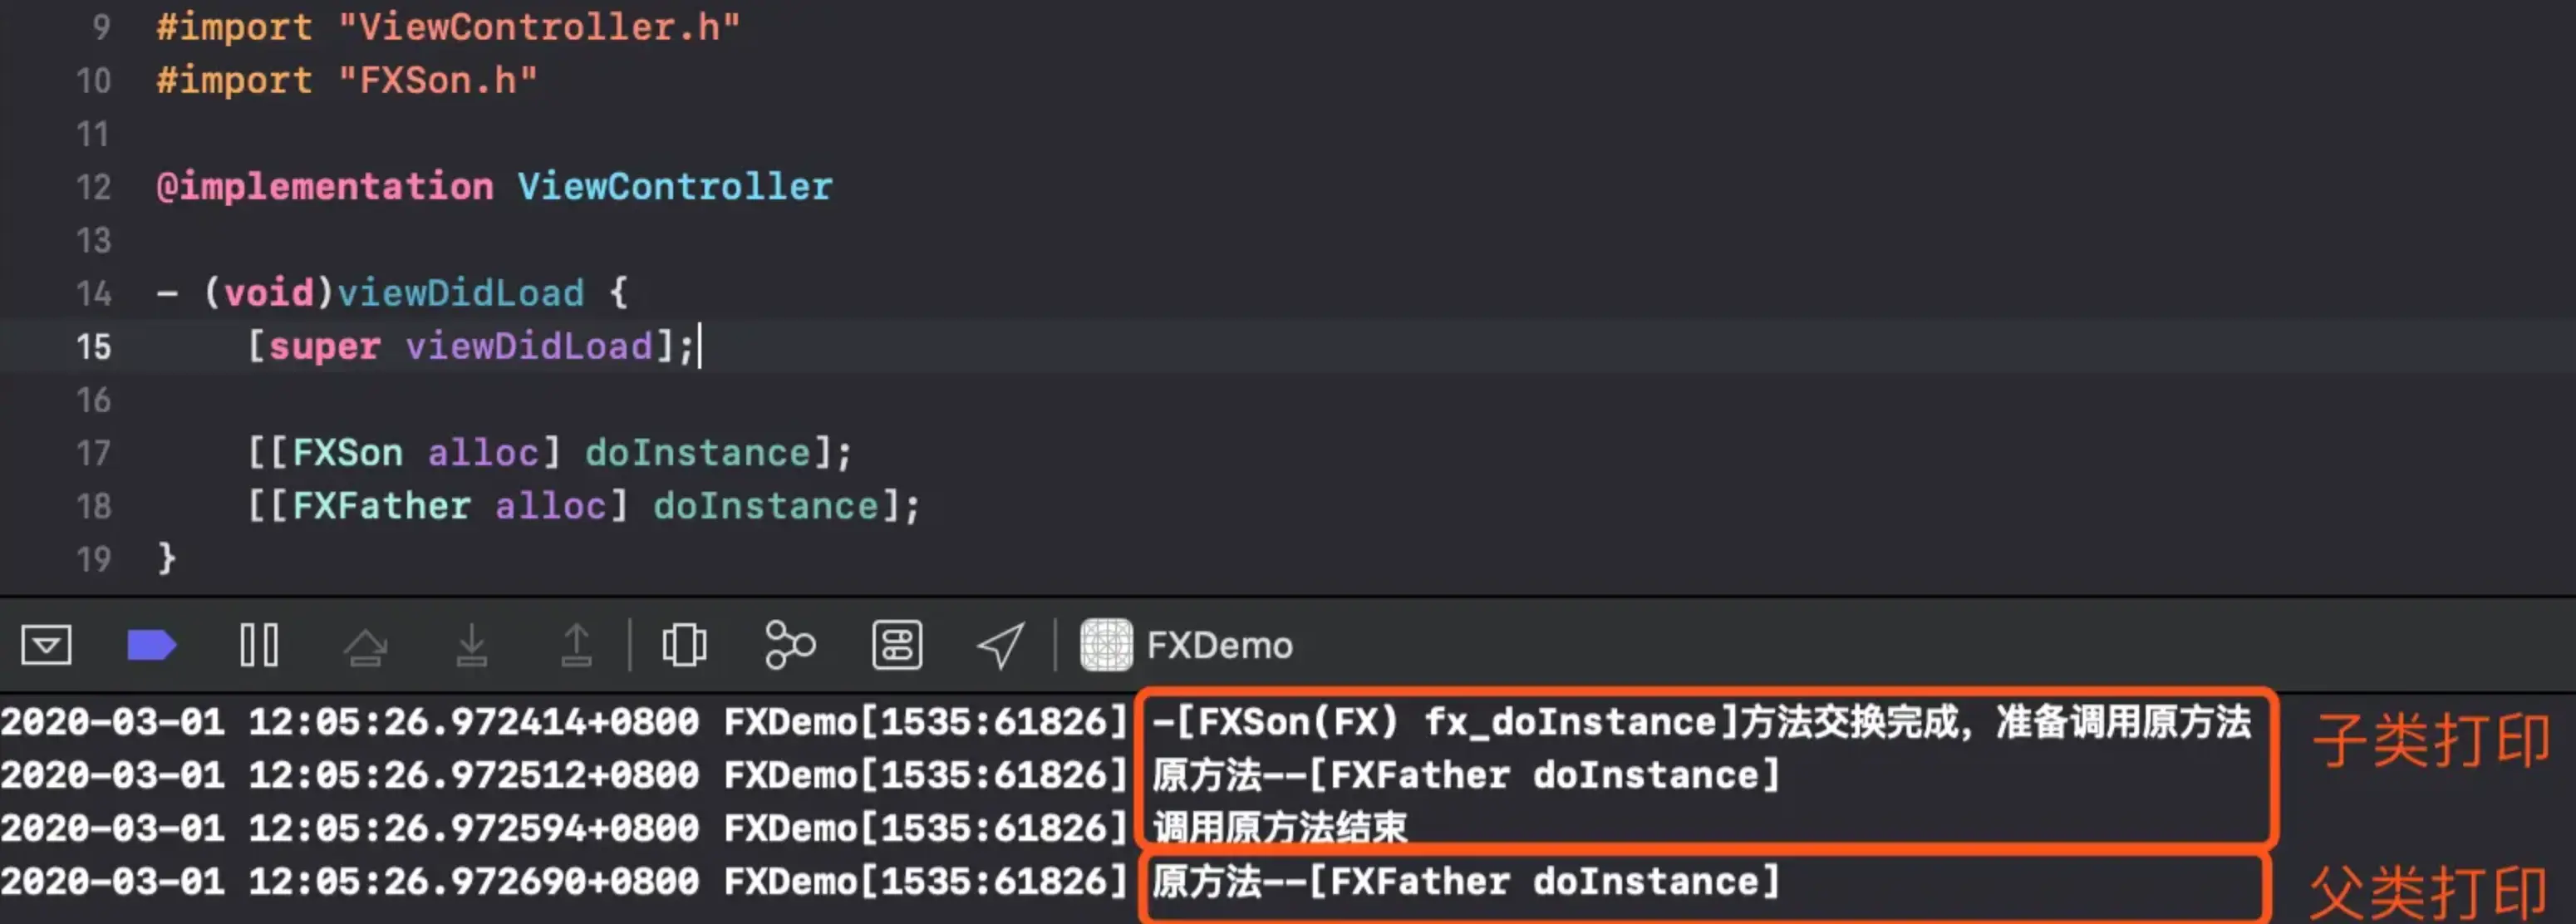 9 #import "ViewController.h"
10 #import "FXSon.h"
11
12 @implementation ViewController
13
14 - (void)viewDidLoad {
15 [super viewDidLoad];
16
17 [[FXSon alloc] doInstance];
18 [[FXFather alloc] doInstance];
19 }
FXDemo
2020-03-01 12:05:26.972414+0800 FXDemo[1535:61826] -[FXSon(FX) fx_doInstance]方法交换完成，准备调用原方法
子类打印
2020-03-01 12:05:26.972512+0800 FXDemo[1535:61826] 原方法--[FXFather doInstance]
2020-03-01 12:05:26.972594+0800 FXDemo[1535:61826] 调用原方法结束
2020-03-01 12:05:26.972690+0800 FXDemo[1535:61826] 原方法--[FXFather doInstance]
父类打印